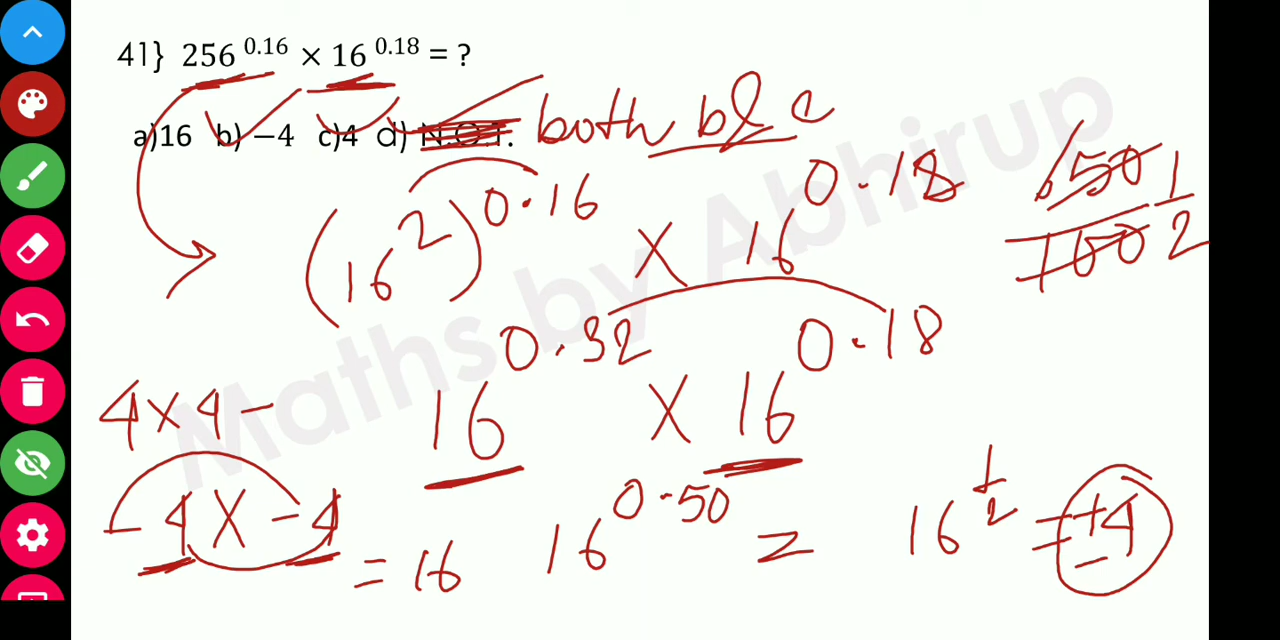 41} 256^0.16 × 16^0.18 = ?
a)16 b) −4 c)4 d) N.O.T. both b & c
(16^2)^0.16 × 16^0.18
50/100 1/2
16^0.32 × 16^0.18
4×4 −
−4 × −4 = 16
16^0.50 = 16^1/2 = ±4
Maths by Abhirup